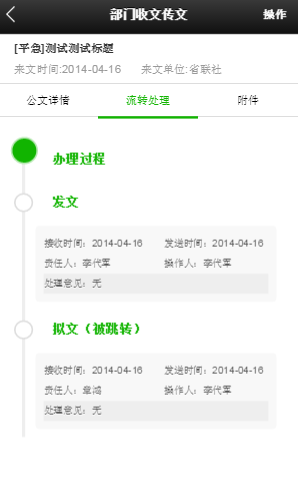 部门收文传文 操作
[平急]测试测试标题
来文时间:2014-04-16 来文单位:省联社
公文详情 流转处理 附件
办理过程
发文
接收时间：2014-04-16 发送时间：2014-04-16
责任人：李代军 操作人：李代军
处理意见：无
拟文（被跳转）
接收时间：2014-04-16 发送时间：2014-04-16
责任人：章鸿 操作人：李代军
处理意见：无